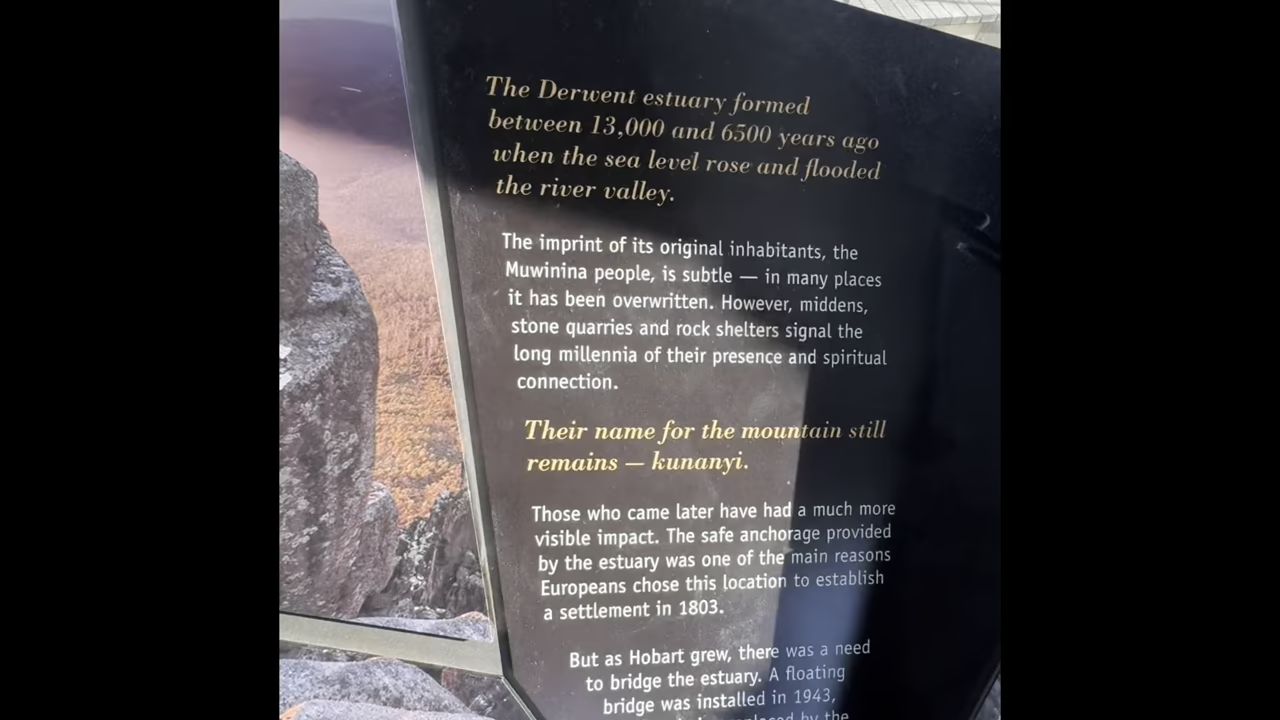 The Derwent estuary formed
between 13,000 and 6500 years ago
when the sea level rose and flooded
the river valley.
The imprint of its original inhabitants, the
Muwinina people, is subtle — in many places
it has been overwritten. However, middens,
stone quarries and rock shelters signal the
long millennia of their presence and spiritual
connection.
Their name for the mountain still
remains — kunanyi.
Those who came later have had a much more
visible impact. The safe anchorage provided
by the estuary was one of the main reasons
Europeans chose this location to establish
a settlement in 1803.
But as Hobart grew, there was a need
to bridge the estuary. A floating
bridge was installed in 1943,
by the